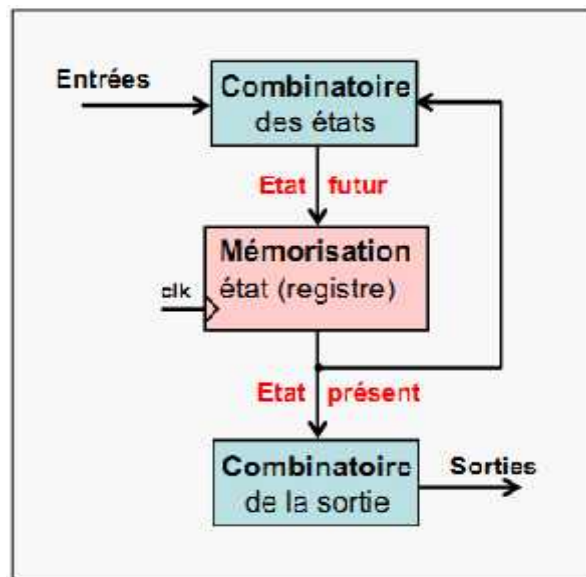 Entrées
Combinatoire
des états
Etat futur
Mémorisation
état (registre)
clk
Etat présent
Combinatoire
de la sortie
Sorties